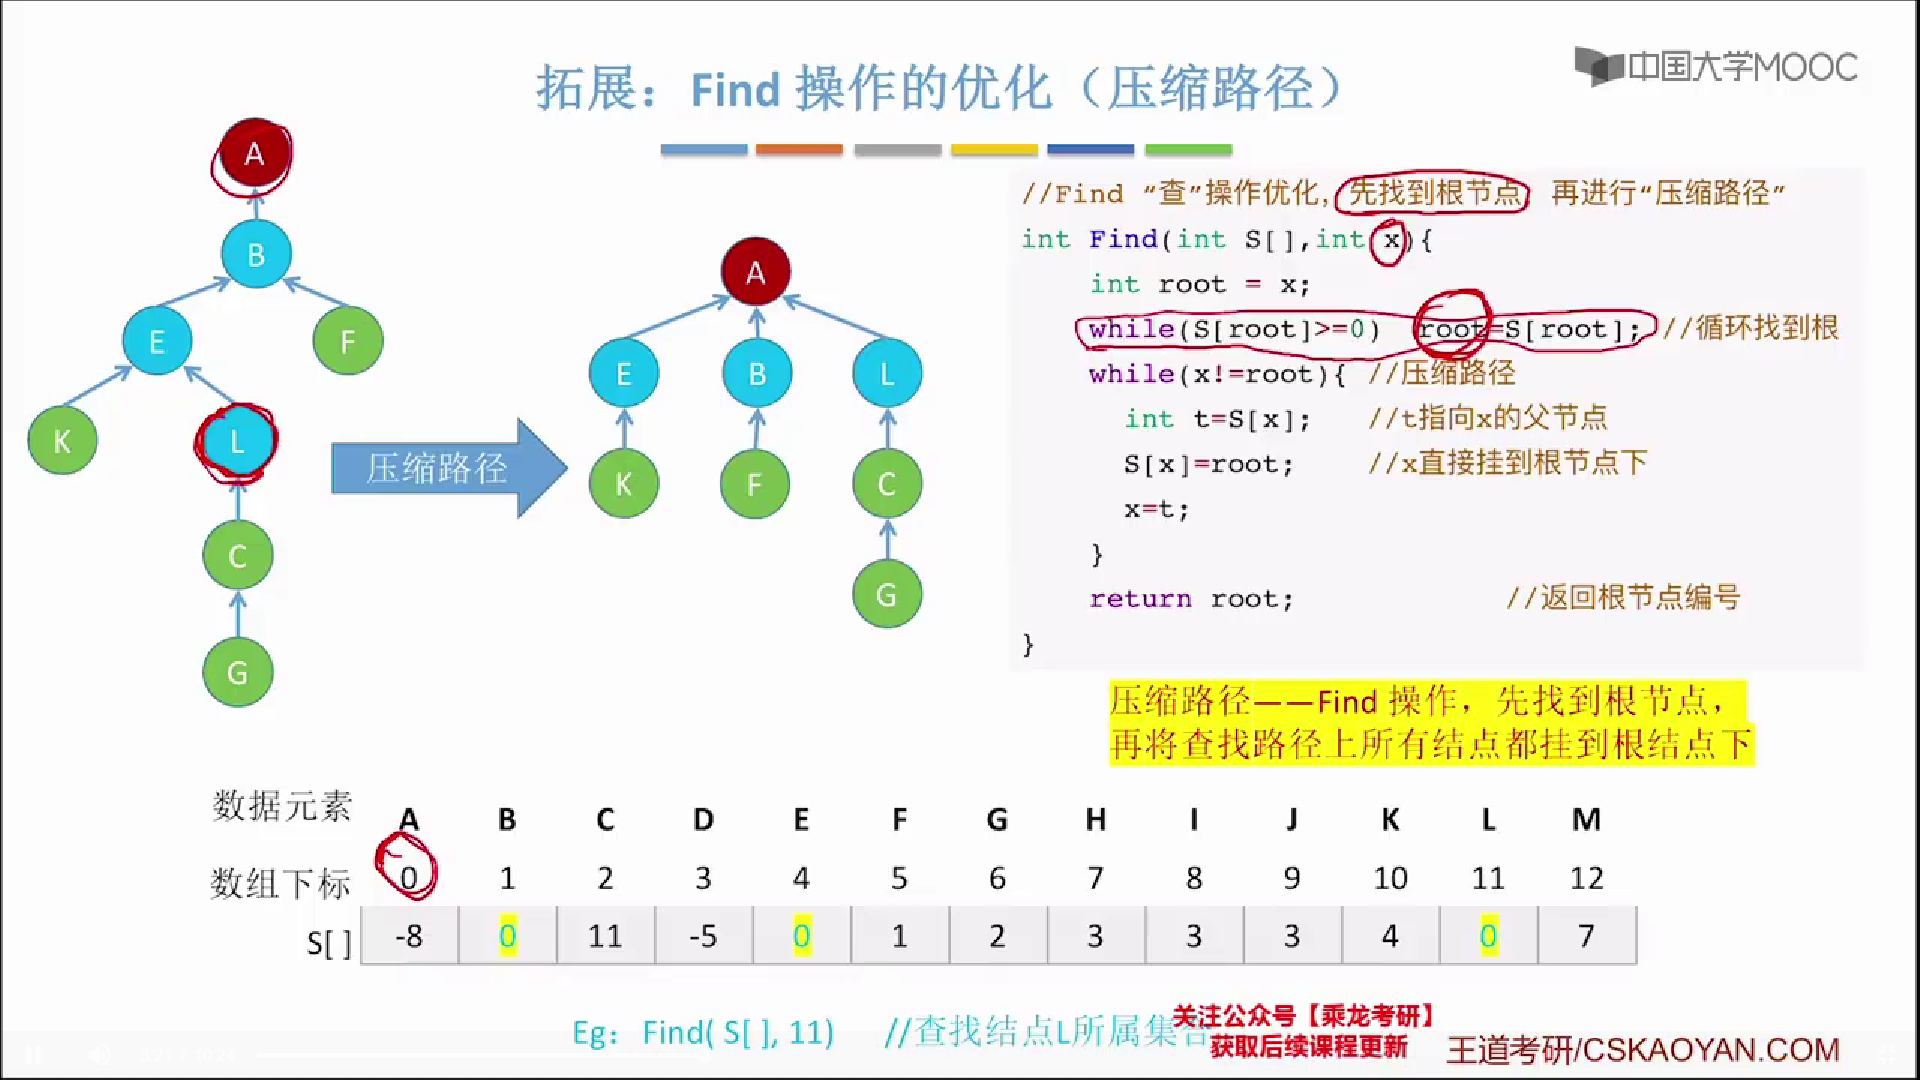 中国大学MOOC
拓展：Find 操作的优化（压缩路径）
A
B
E
F
K
L
C
G
压缩路径
A
E
B
L
K
F
C
G
//Find “查”操作优化，先找到根节点，再进行“压缩路径”
int Find(int S[],int x){
int root = x;
while(S[root]>=0) root=S[root]; //循环找到根
while(x!=root){ //压缩路径
int t=S[x]; //t指向x的父节点
S[x]=root; //x直接挂到根节点下
x=t;
}
return root; //返回根节点编号
}
压缩路径——Find 操作，先找到根节点，
再将查找路径上所有结点都挂到根结点下
数据元素 A B C D E F G H I J K L M
数组下标 0 1 2 3 4 5 6 7 8 9 10 11 12
S[ ] -8 0 11 -5 0 1 2 3 3 3 4 0 7
Eg：Find( S[ ], 11) //查找结点L所属集合
关注公众号【乘龙考研】
获取后续课程更新
王道考研/CSKAOYAN.COM